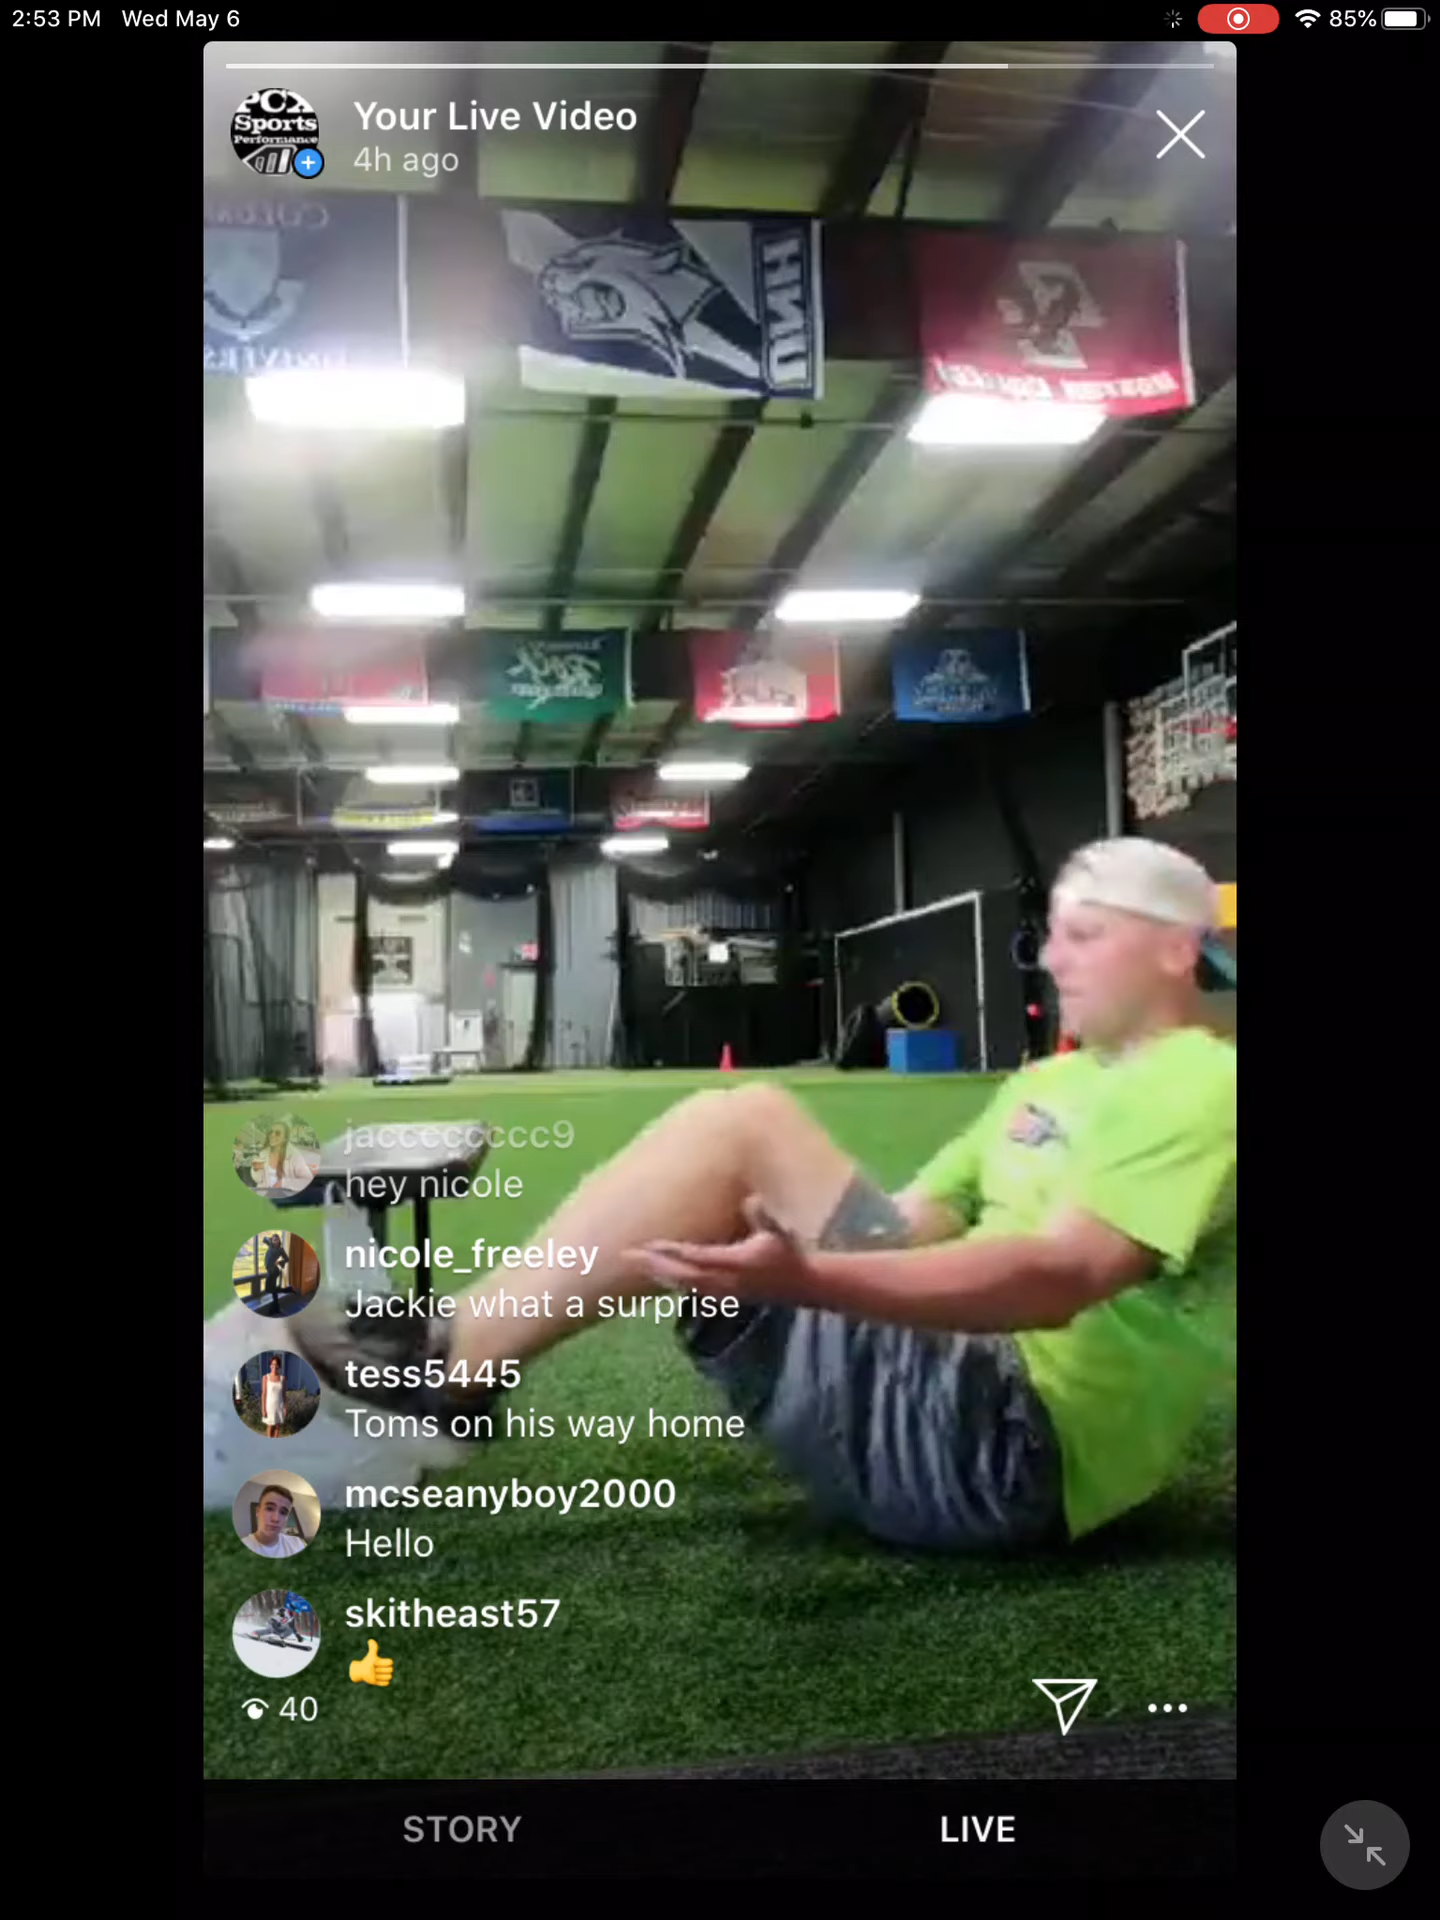 2:53 PM Wed May 6
85%
PCX
Sports
Performance
Your Live Video
4h ago
UNH
jacccccccc9
hey nicole
nicole_freeley
Jackie what a surprise
tess5445
Toms on his way home
mcseanyboy2000
Hello
skitheast57
40
STORY
LIVE